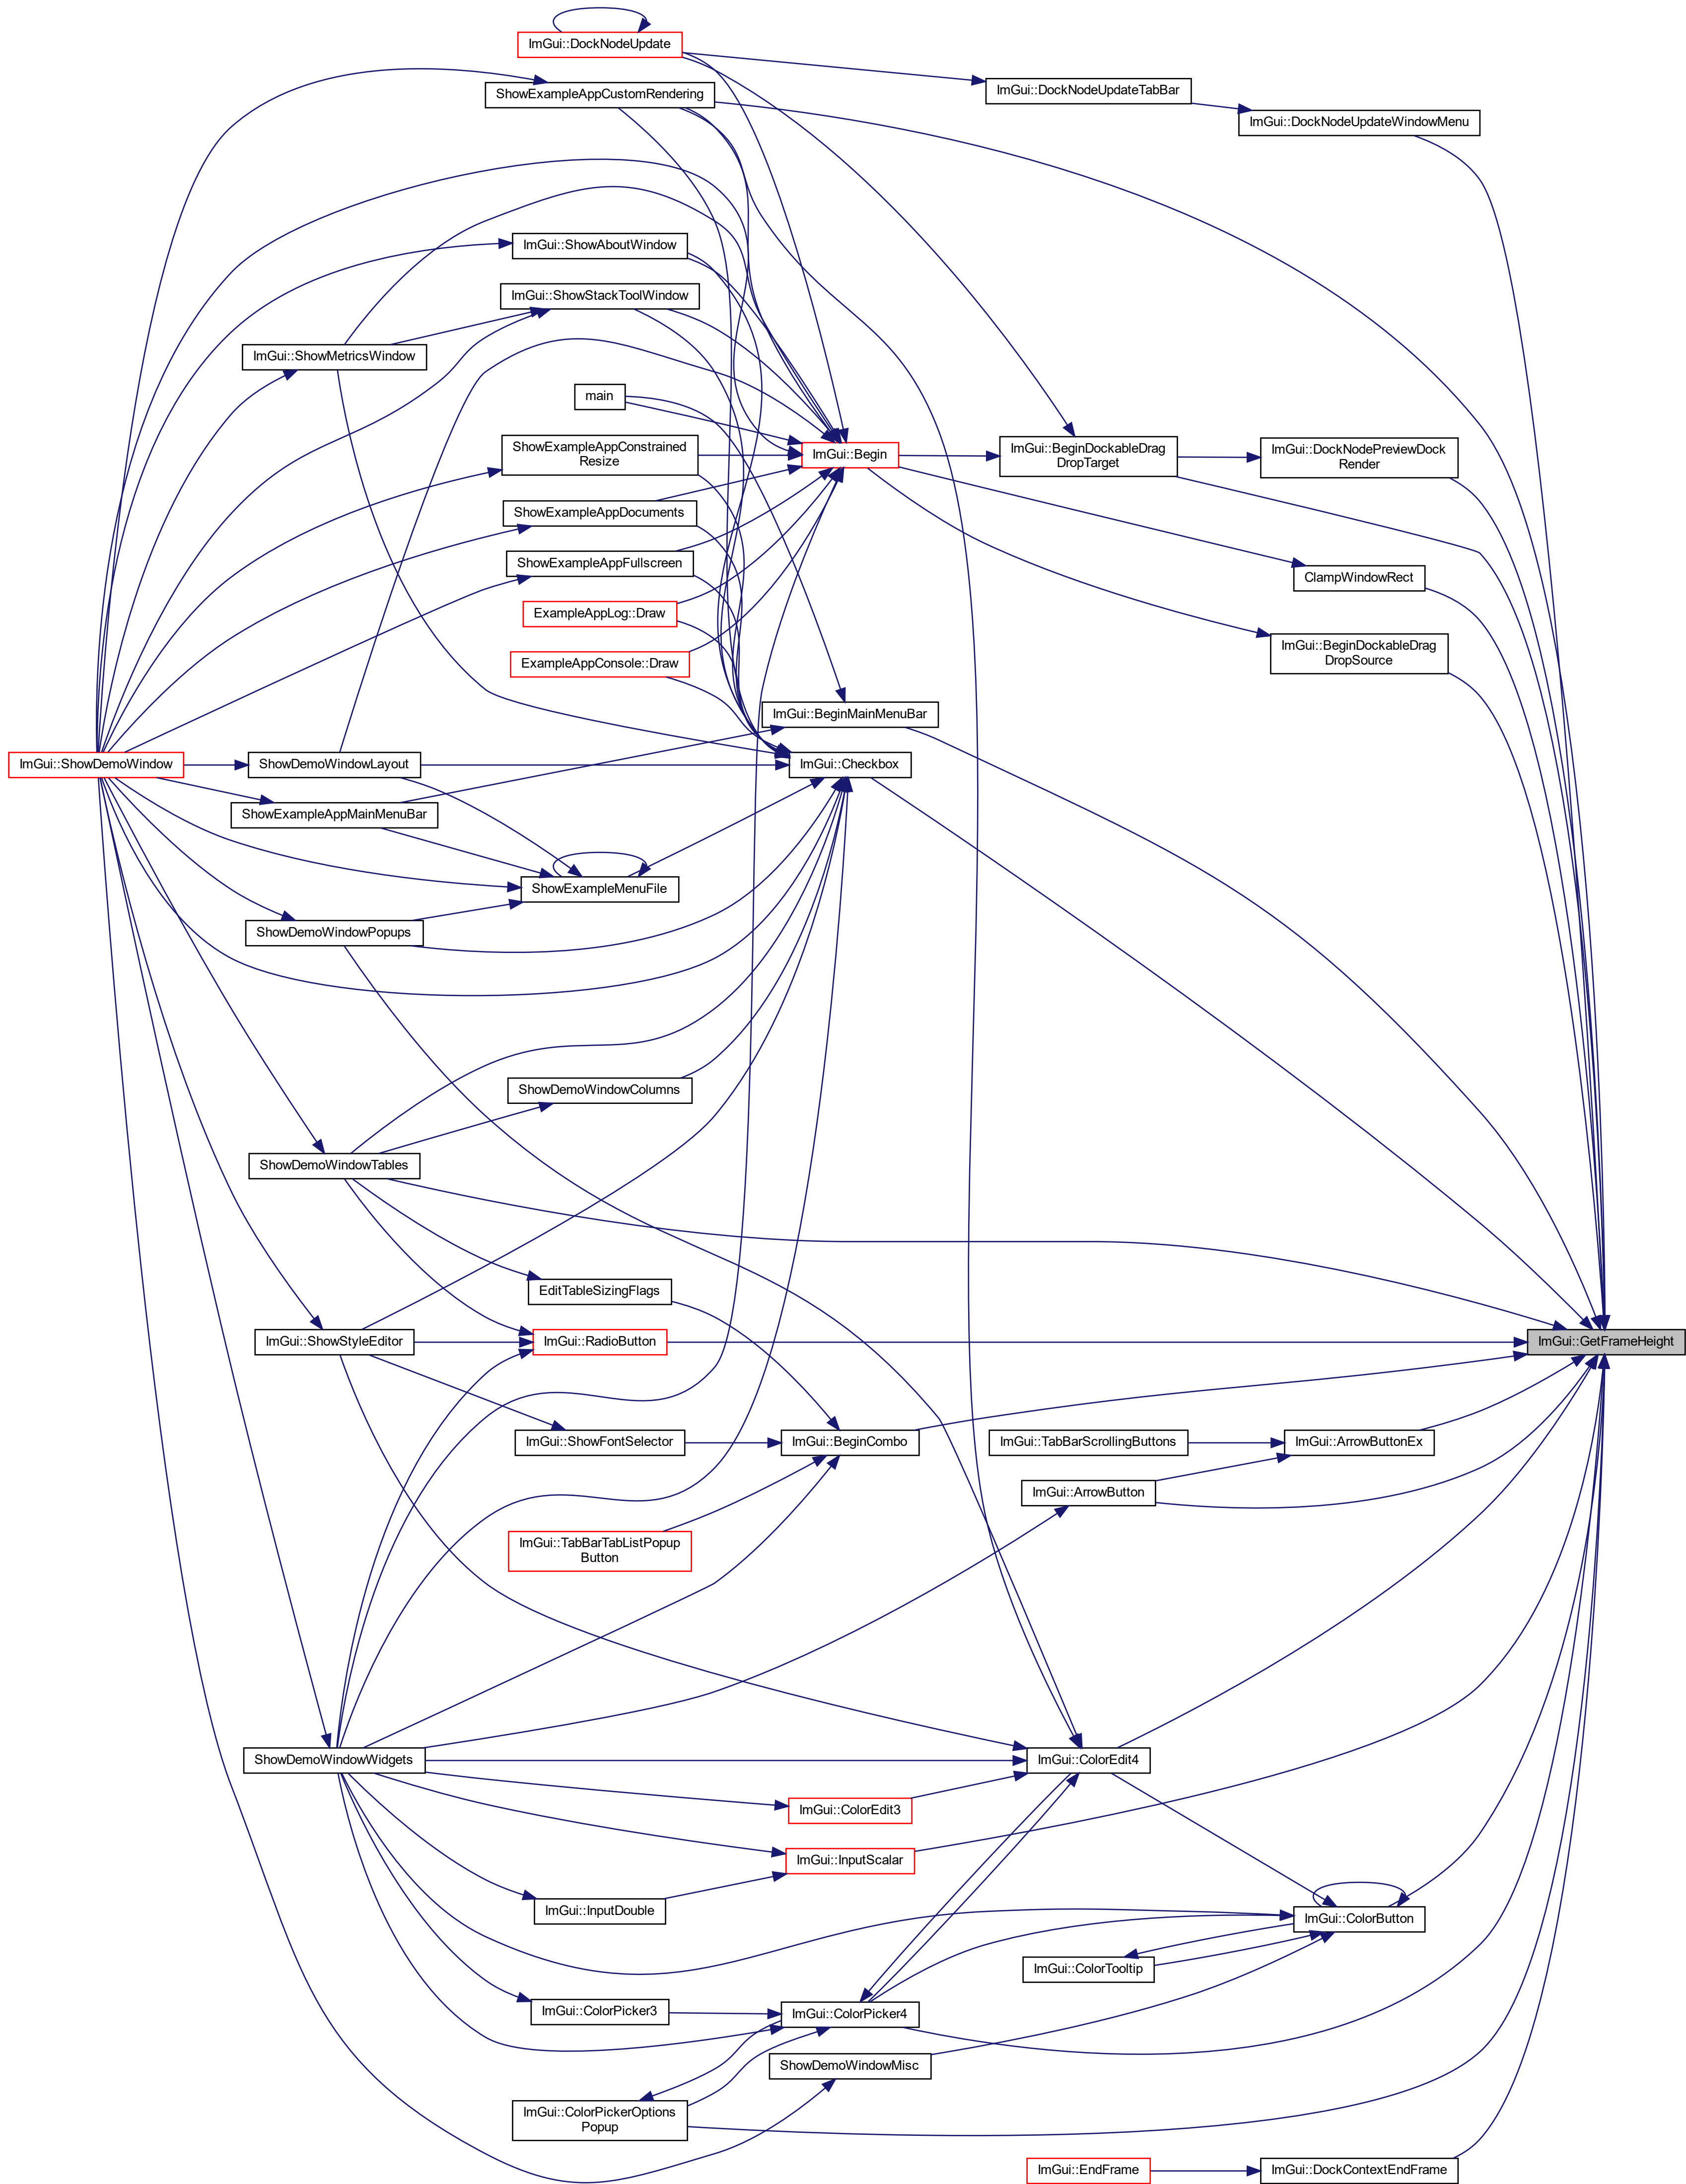 ImGui::DockNodeUpdate
ImGui::DockNodeUpdateTabBar
ShowExampleAppCustomRendering
ImGui::DockNodeUpdateWindowMenu
ImGui::ShowAboutWindow
ImGui::ShowStackToolWindow
ImGui::ShowMetricsWindow
main
ShowExampleAppConstrained
Resize
ImGui::Begin
ImGui::BeginDockableDrag
DropTarget
ImGui::DockNodePreviewDock
Render
ShowExampleAppDocuments
ShowExampleAppFullscreen
ClampWindowRect
ExampleAppLog::Draw
ImGui::BeginDockableDrag
DropSource
ExampleAppConsole::Draw
ImGui::BeginMainMenuBar
ImGui::ShowDemoWindow
ShowDemoWindowLayout
ImGui::Checkbox
ShowExampleAppMainMenuBar
ShowExampleMenuFile
ShowDemoWindowPopups
ShowDemoWindowColumns
ShowDemoWindowTables
EditTableSizingFlags
ImGui::ShowStyleEditor
ImGui::RadioButton
ImGui::GetFrameHeight
ImGui::ShowFontSelector
ImGui::BeginCombo
ImGui::TabBarScrollingButtons
ImGui::ArrowButtonEx
ImGui::ArrowButton
ImGui::TabBarTabListPopup
Button
ShowDemoWindowWidgets
ImGui::ColorEdit4
ImGui::ColorEdit3
ImGui::InputScalar
ImGui::InputDouble
ImGui::ColorButton
ImGui::ColorTooltip
ImGui::ColorPicker3
ImGui::ColorPicker4
ShowDemoWindowMisc
ImGui::ColorPickerOptions
Popup
ImGui::EndFrame
ImGui::DockContextEndFrame